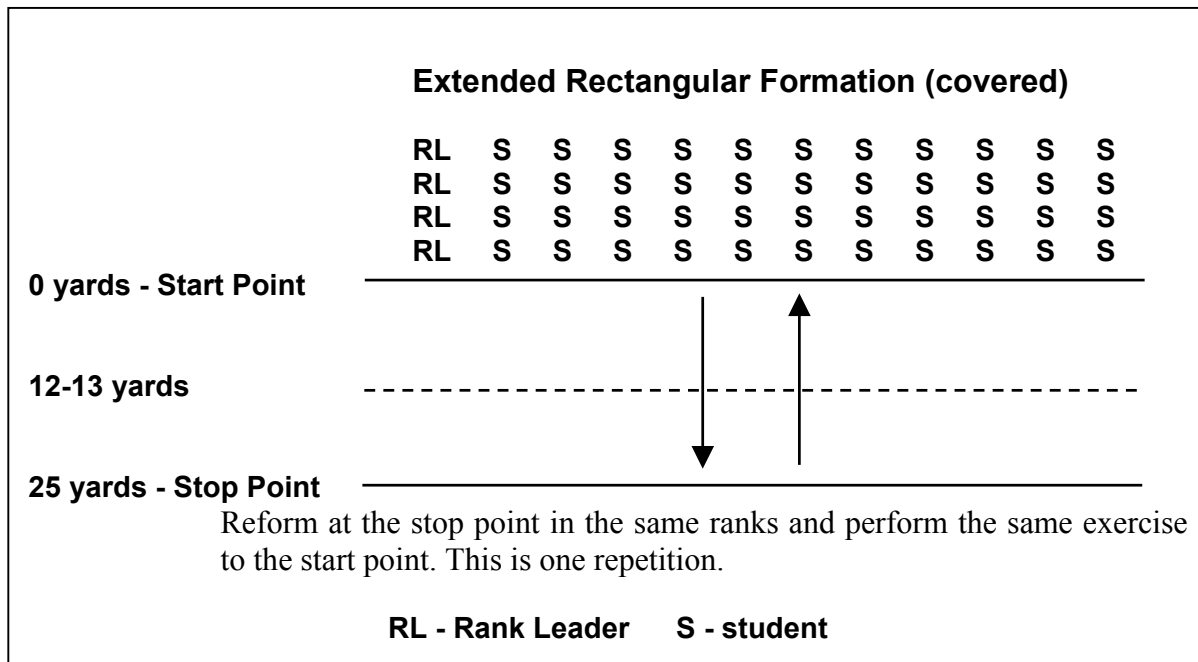 Extended Rectangular Formation (covered)
RL S S S S S S S S S S S
RL S S S S S S S S S S S
RL S S S S S S S S S S S
RL S S S S S S S S S S S
0 yards - Start Point
12-13 yards
25 yards - Stop Point
Reform at the stop point in the same ranks and perform the same exercise
to the start point. This is one repetition.
RL - Rank Leader S - student